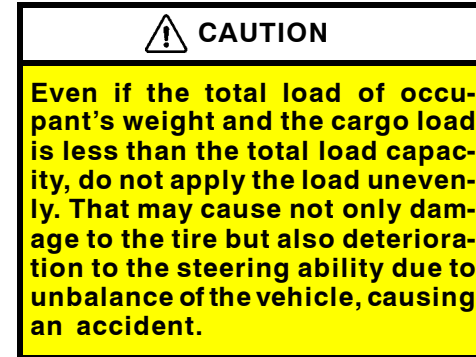 CAUTION
Even if the total load of occu-
pant's weight and the cargo load
is less than the total load capac-
ity, do not apply the load uneven-
ly. That may cause not only dam-
age to the tire but also deteriora-
tion to the steering ability due to
unbalance of the vehicle, causing
an accident.